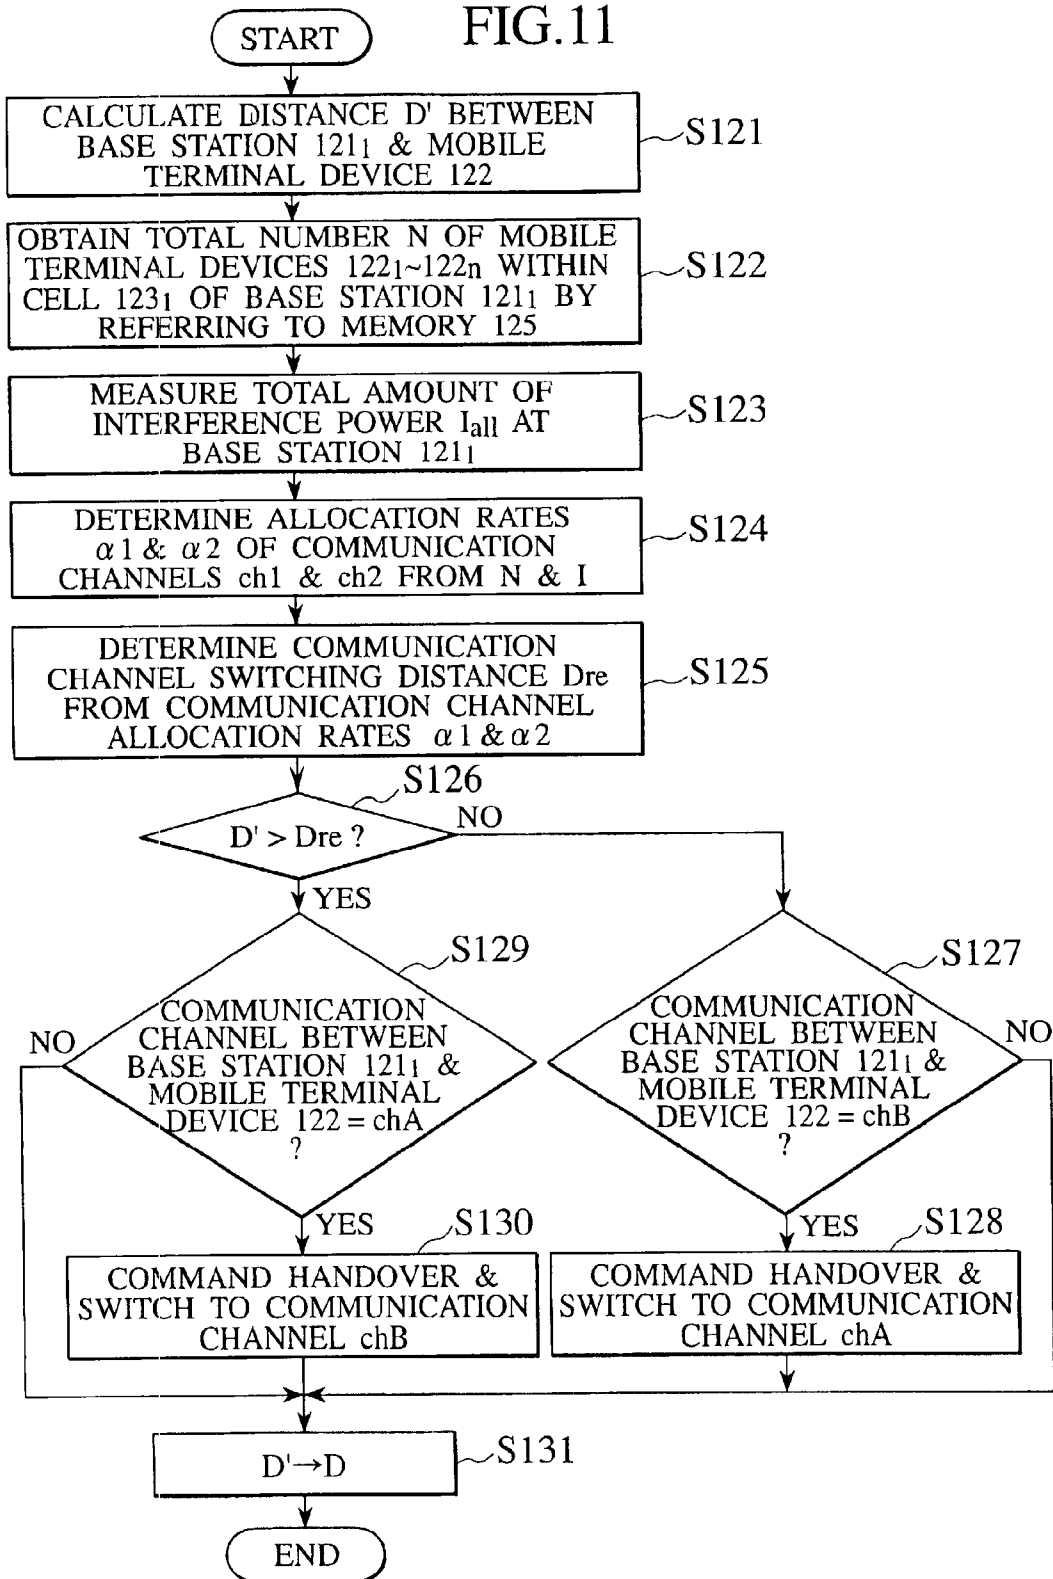 FIG.11
START
CALCULATE DISTANCE D' BETWEEN
BASE STATION 121₁ & MOBILE
TERMINAL DEVICE 122
S121
OBTAIN TOTAL NUMBER N OF MOBILE
TERMINAL DEVICES 122₁~122n WITHIN
CELL 123₁ OF BASE STATION 121₁ BY
REFERRING TO MEMORY 125
S122
MEASURE TOTAL AMOUNT OF
INTERFERENCE POWER Iall AT
BASE STATION 121₁
S123
DETERMINE ALLOCATION RATES
α1 & α2 OF COMMUNICATION
CHANNELS ch1 & ch2 FROM N & I
S124
DETERMINE COMMUNICATION
CHANNEL SWITCHING DISTANCE Dre
FROM COMMUNICATION CHANNEL
ALLOCATION RATES α1 & α2
S125
S126
D' > Dre ?
NO
YES
S129
COMMUNICATION
CHANNEL BETWEEN
BASE STATION 121₁ &
MOBILE TERMINAL
DEVICE 122 = chA
?
NO
YES
S127
COMMUNICATION
CHANNEL BETWEEN
BASE STATION 121₁ &
MOBILE TERMINAL
DEVICE 122 = chB
?
NO
YES
S130
COMMAND HANDOVER &
SWITCH TO COMMUNICATION
CHANNEL chB
S128
COMMAND HANDOVER &
SWITCH TO COMMUNICATION
CHANNEL chA
D'→D
S131
END